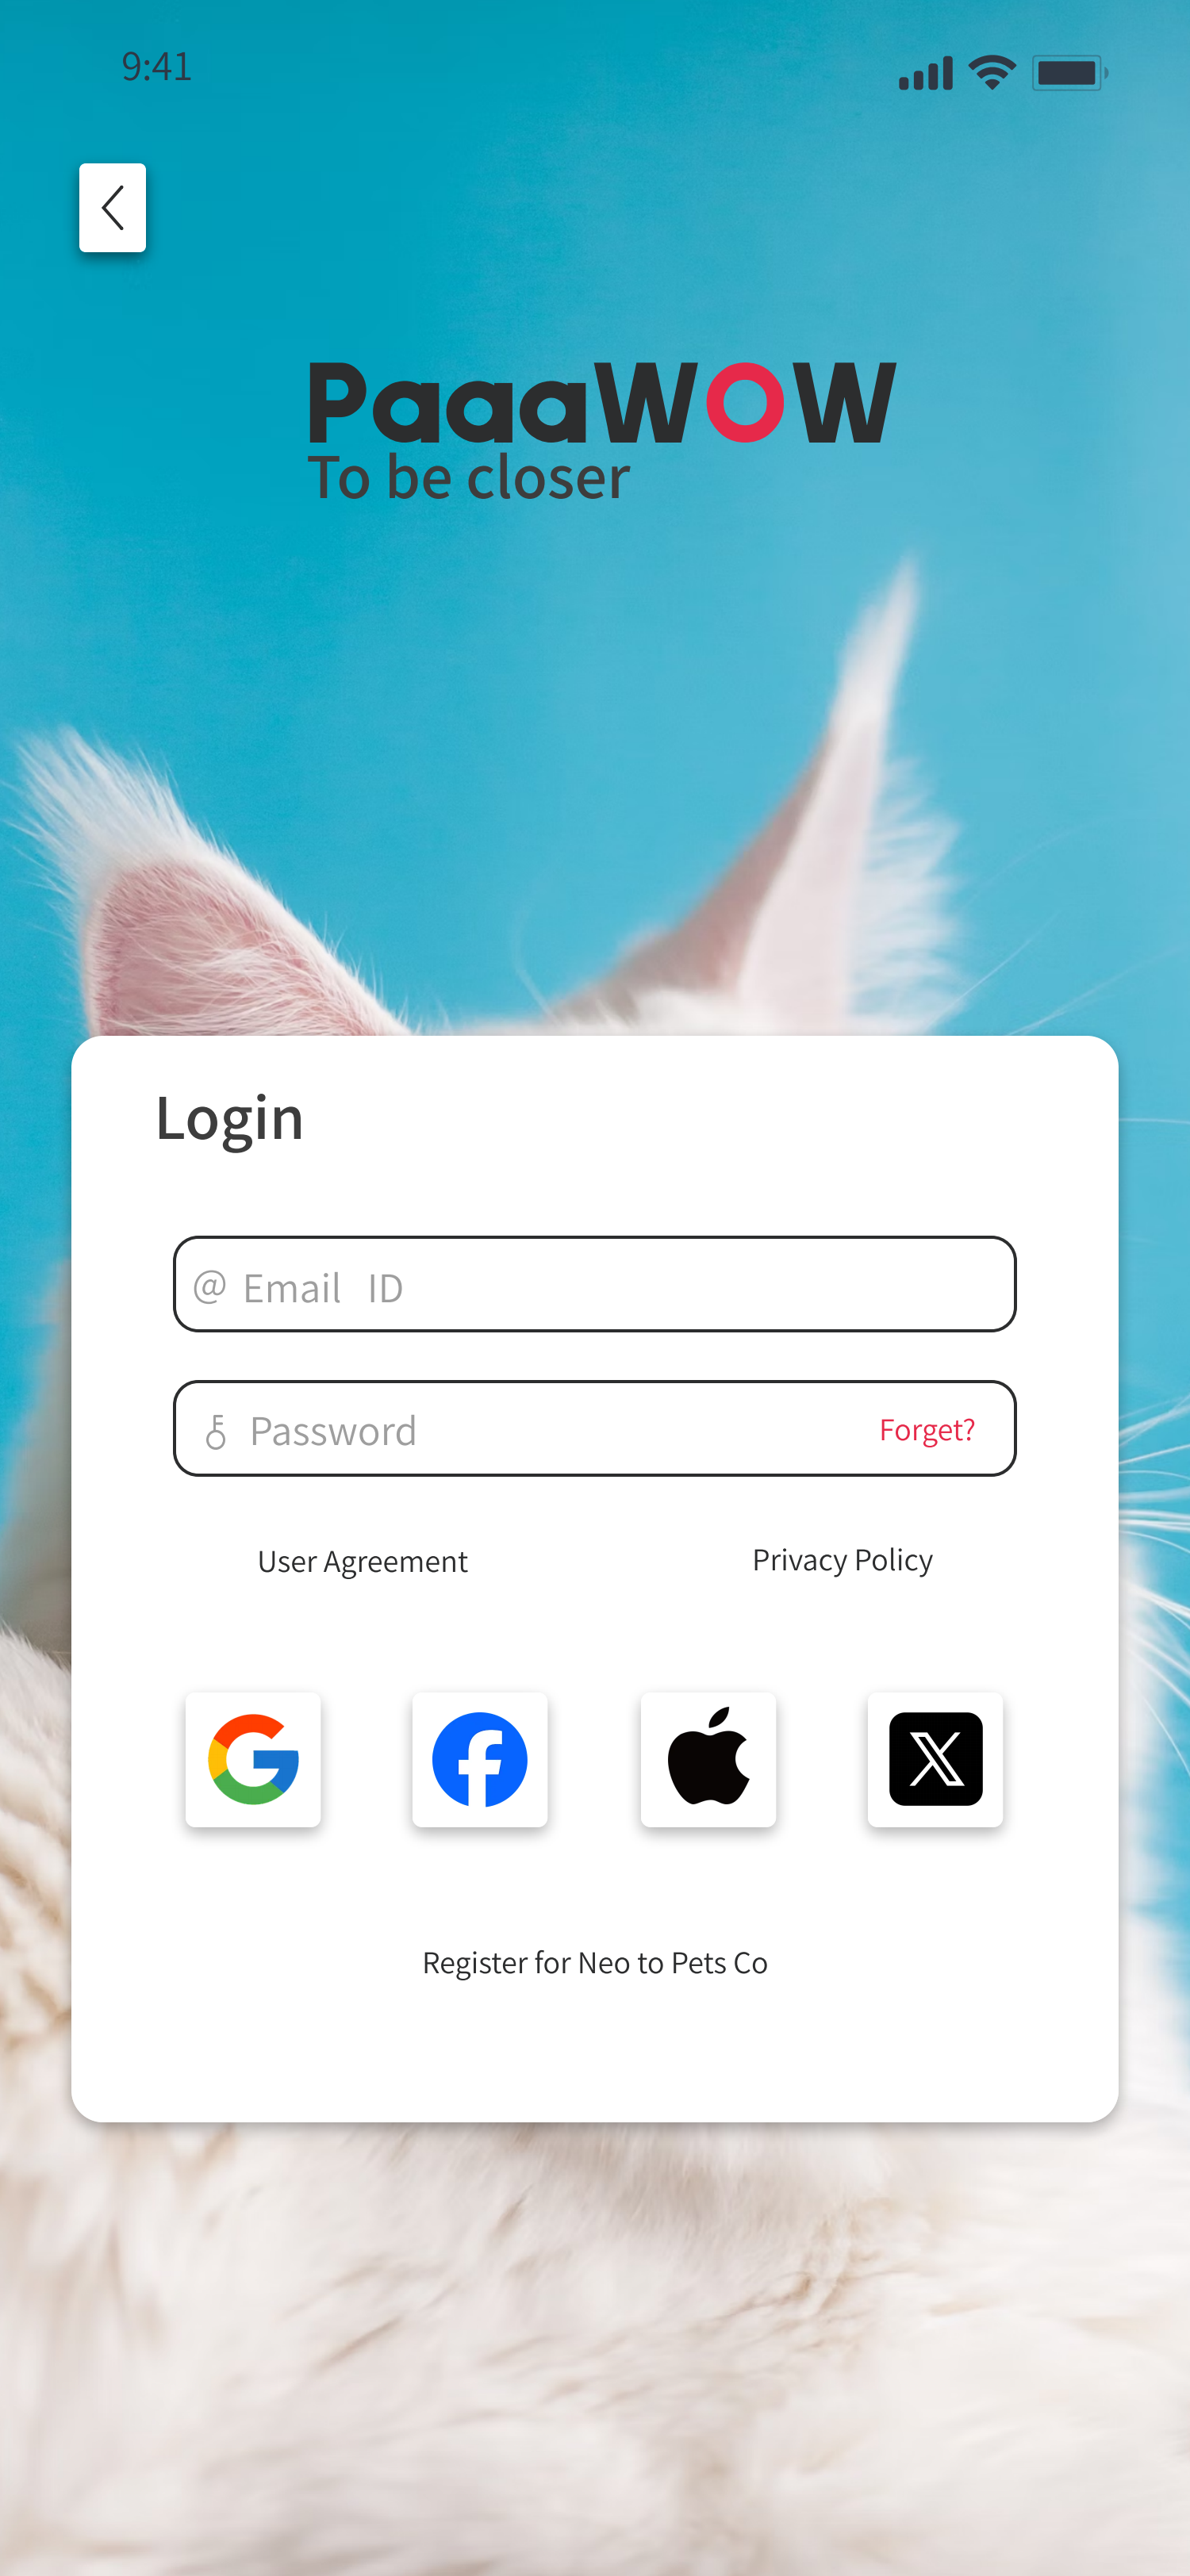 9:41
PaaaWOW
To be closer
Login
@ Email ID
Password
Forget?
User Agreement
Privacy Policy
Register for Neo to Pets Co